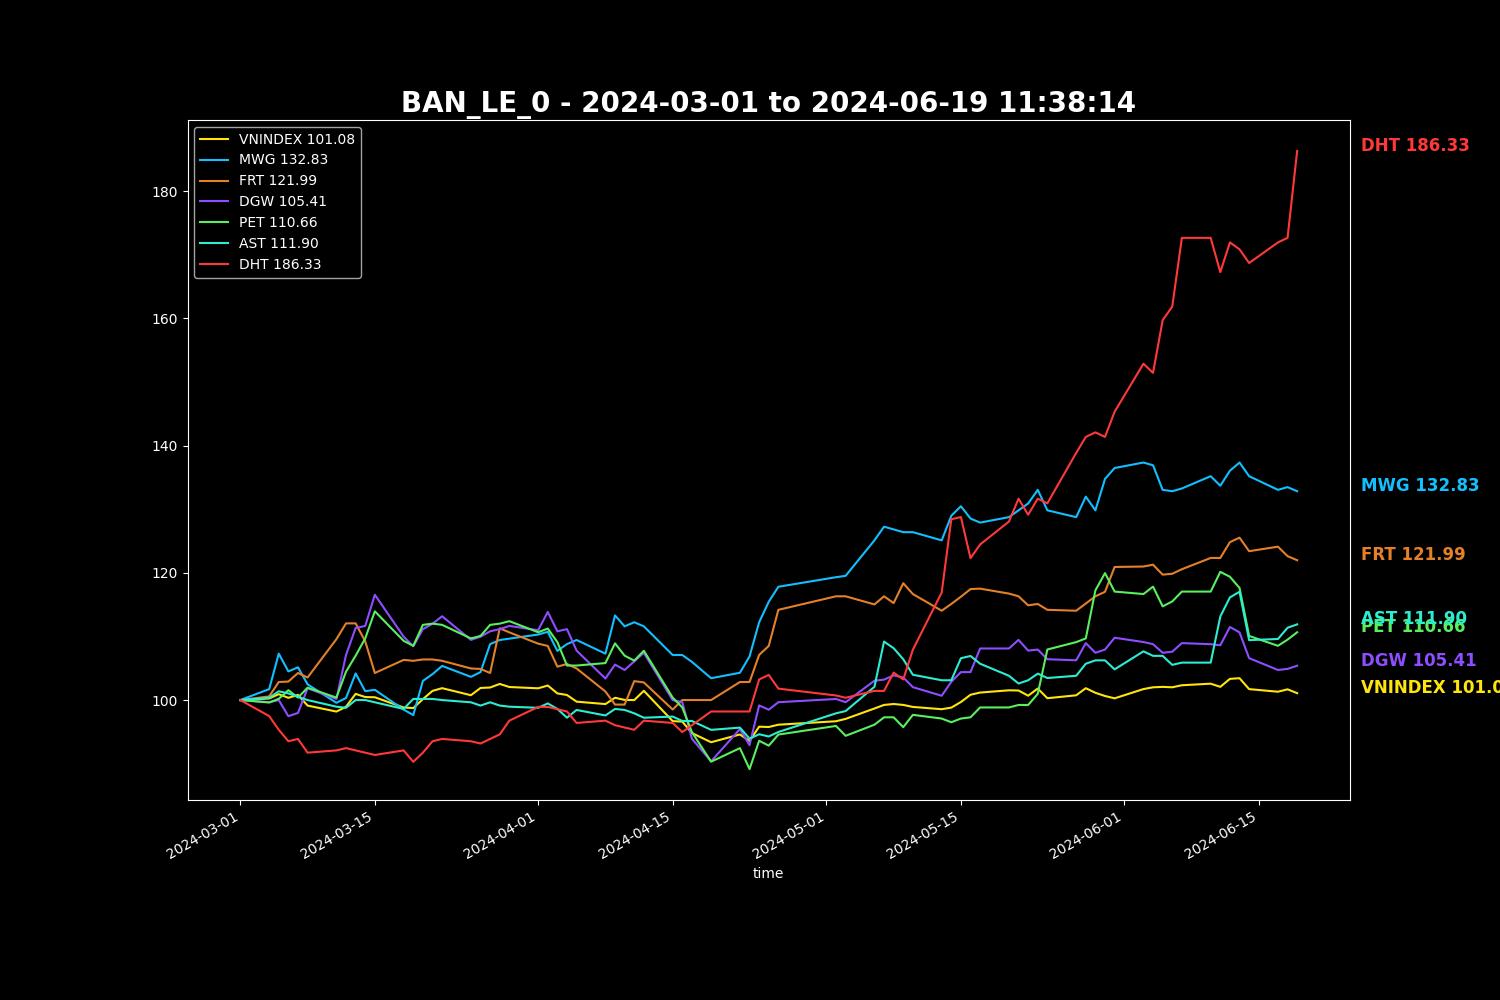 BAN_LE_0 - 2024-03-01 to 2024-06-19 11:38:14
VNINDEX 101.08
MWG 132.83
FRT 121.99
DGW 105.41
PET 110.66
AST 111.90
DHT 186.33
180
160
140
120
100
DHT 186.33
MWG 132.83
FRT 121.99
AST 111.90
PET 110.66
DGW 105.41
VNINDEX 101.0
2024-03-01
2024-03-15
2024-04-01
2024-04-15
2024-05-01
2024-05-15
2024-06-01
2024-06-15
time